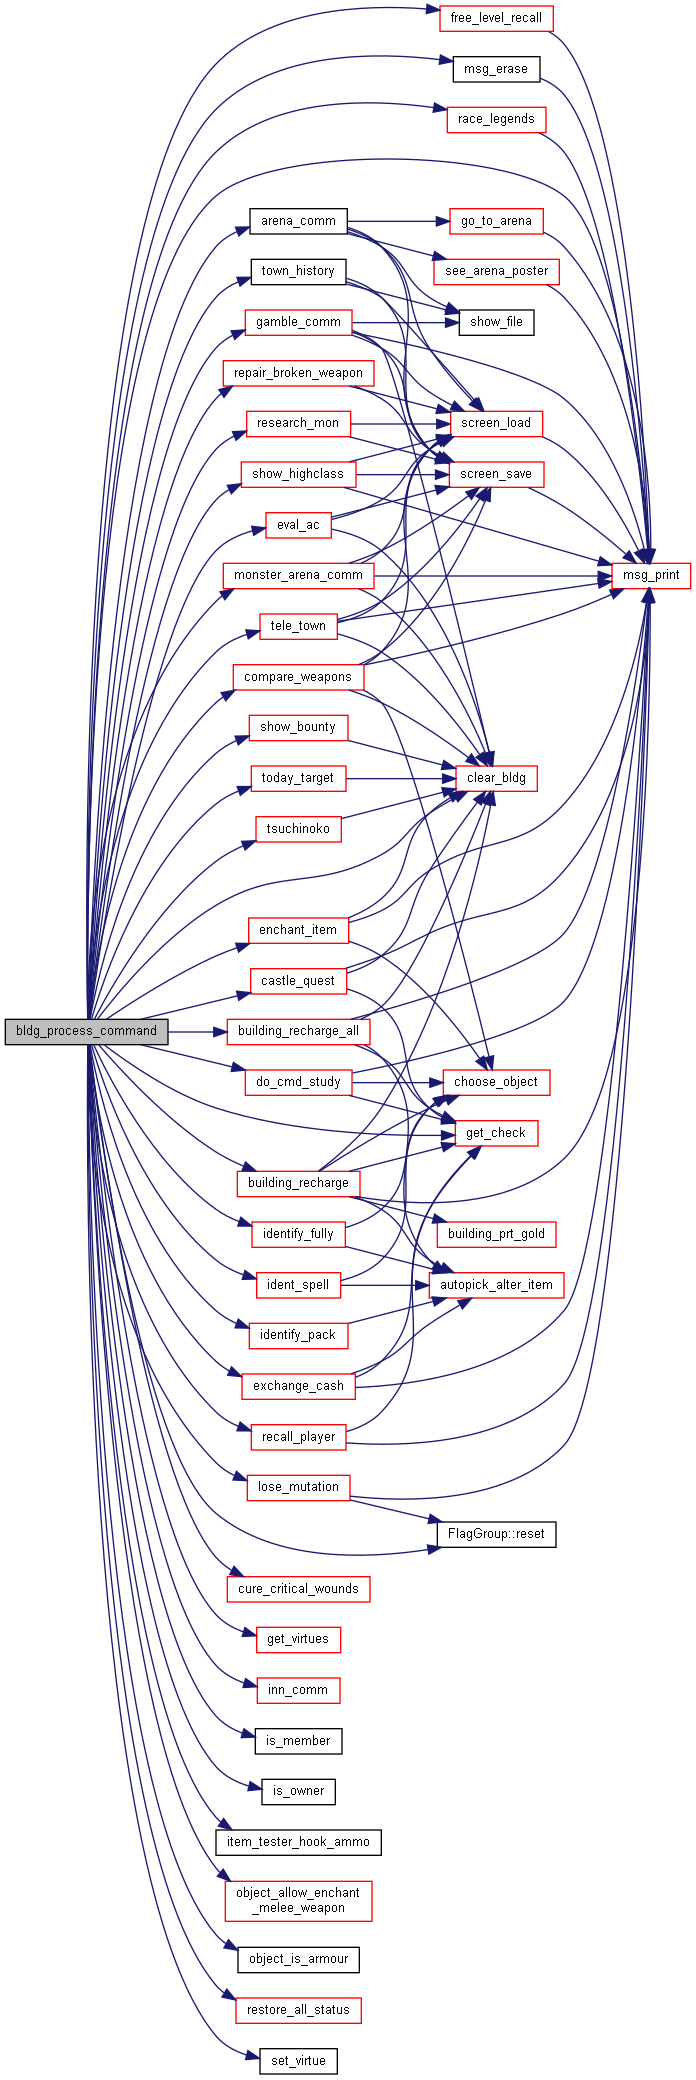 free_level_recall
msg_erase
race_legends
arena_comm
go_to_arena
town_history
see_arena_poster
gamble_comm
show_file
repair_broken_weapon
research_mon
screen_load
show_highclass
screen_save
eval_ac
monster_arena_comm
msg_print
tele_town
compare_weapons
show_bounty
today_target
clear_bldg
tsuchinoko
enchant_item
castle_quest
bldg_process_command
building_recharge_all
do_cmd_study
choose_object
get_check
building_recharge
identify_fully
building_prt_gold
ident_spell
autopick_alter_item
identify_pack
exchange_cash
recall_player
lose_mutation
FlagGroup::reset
cure_critical_wounds
get_virtues
inn_comm
is_member
is_owner
item_tester_hook_ammo
object_allow_enchant
_melee_weapon
object_is_armour
restore_all_status
set_virtue